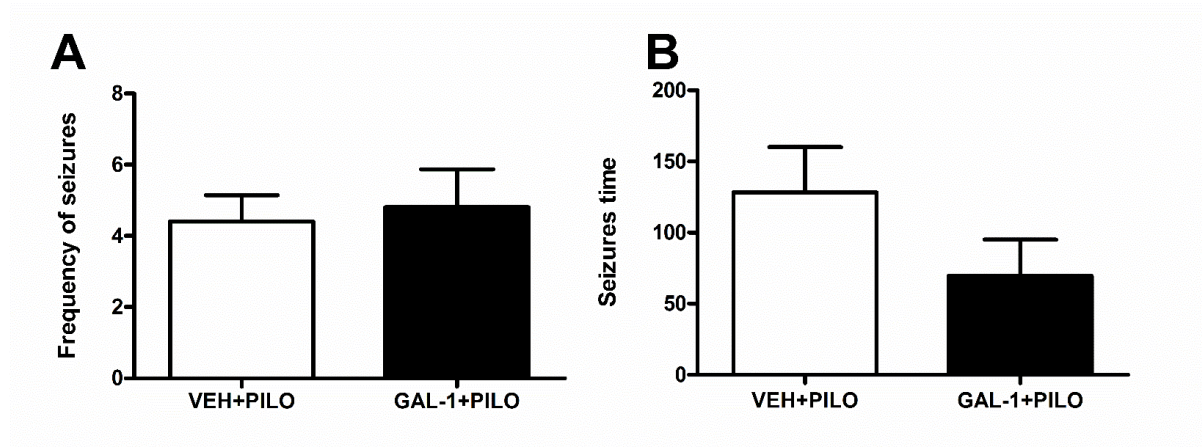 A
Frequency of seizures
8
6
4
2
0
VEH+PILO GAL-1+PILO
B
Seizures time
200
150
100
50
0
VEH+PILO GAL-1+PILO